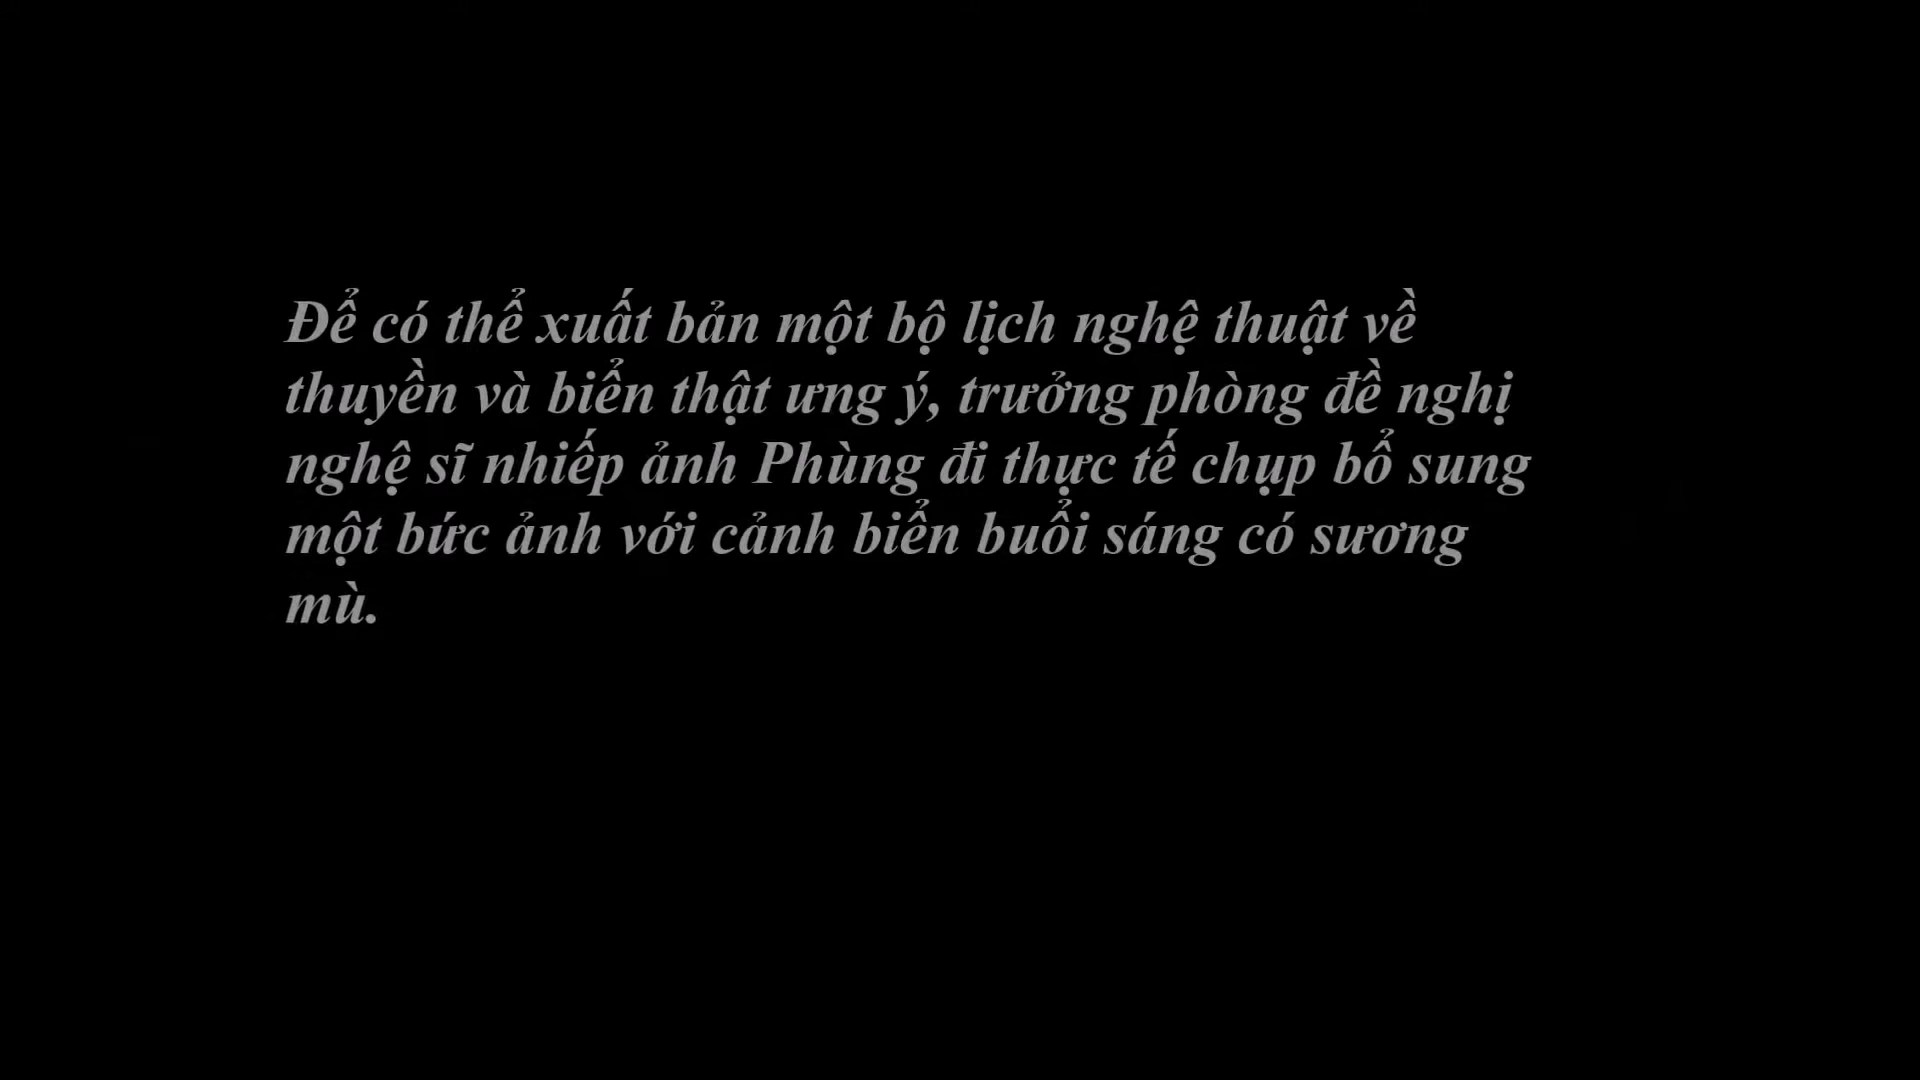 Để có thể xuất bản một bộ lịch nghệ thuật về
thuyền và biển thật ưng ý, trưởng phòng đề nghị
nghệ sĩ nhiếp ảnh Phùng đi thực tế chụp bổ sung
một bức ảnh với cảnh biển buổi sáng có sương
mù.